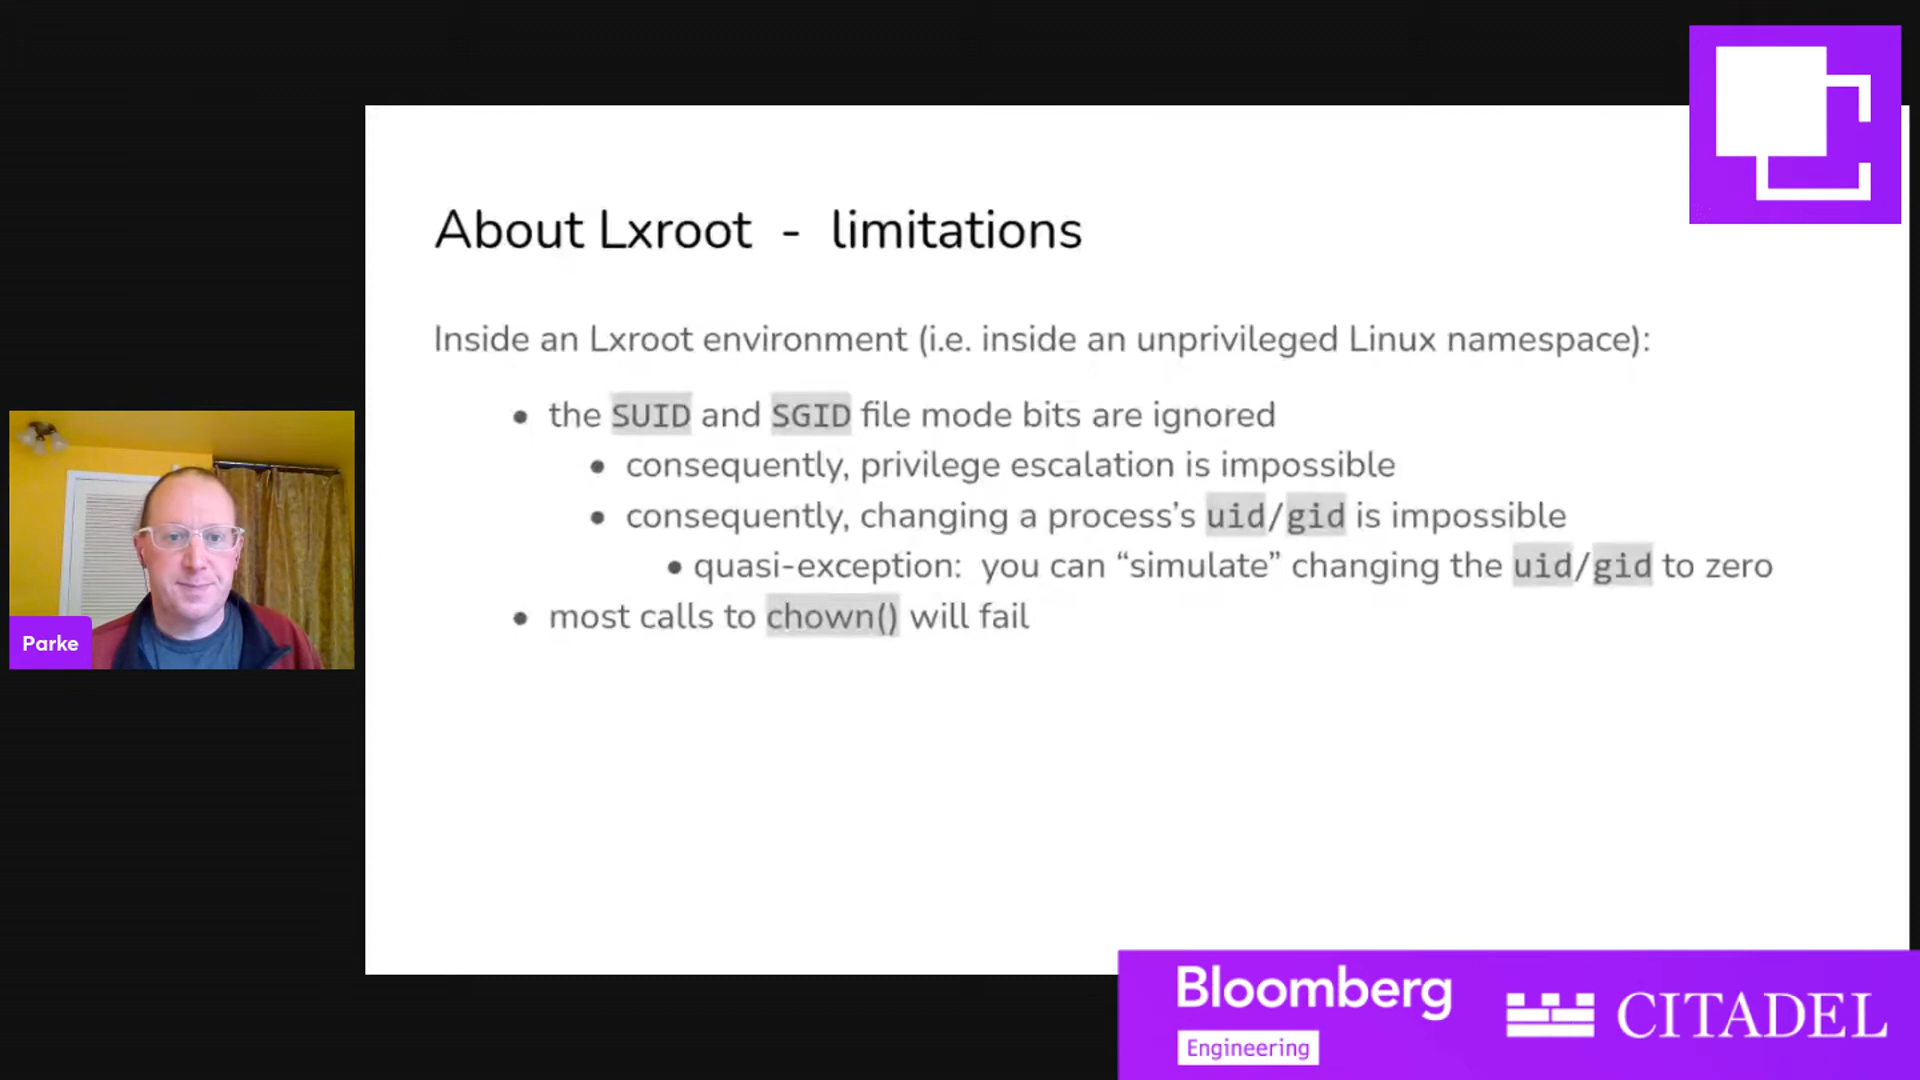 About Lxroot - limitations
Inside an Lxroot environment (i.e. inside an unprivileged Linux namespace):
• the SUID and SGID file mode bits are ignored
• consequently, privilege escalation is impossible
• consequently, changing a process’s uid/gid is impossible
• quasi-exception: you can “simulate” changing the uid/gid to zero
• most calls to chown() will fail
Parke
Bloomberg
Engineering
CITADEL